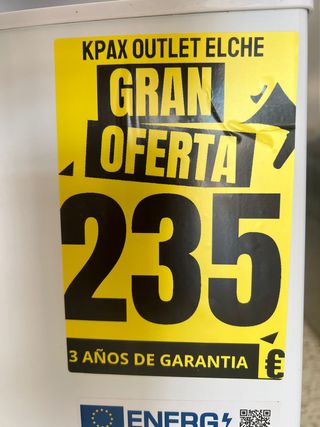 KPAX OUTLET ELCHE
GRAN
OFERTA
235
3 AÑOS DE GARANTIA €
ENERG